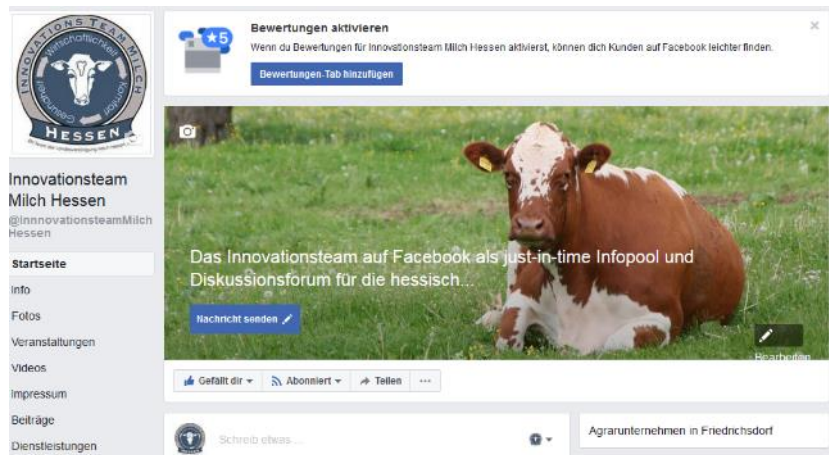 INNOVATIONS TEAM MILCH
Wirtschaftlichkeit
Gesundheit
Komfort
HESSEN
Bewertungen aktivieren
Wenn du Bewertungen für Innovationsteam Milch Hessen aktivierst, können dich Kunden auf Facebook leichter finden.
Bewertungen-Tab hinzufügen
Innovationsteam
Milch Hessen
@InnnovationsteamMilch
Hessen
Startseite
Info
Fotos
Veranstaltungen
Videos
Impressum
Beiträge
Dienstleistungen
Das Innovationsteam auf Facebook als just-in-time Infopool und
Diskussionsforum für die hessisch...
Nachricht senden
Bearbeiten
Gefällt dir
Abonniert
Teilen
Schreib etwas ...
Agrarunternehmen in Friedrichsdorf